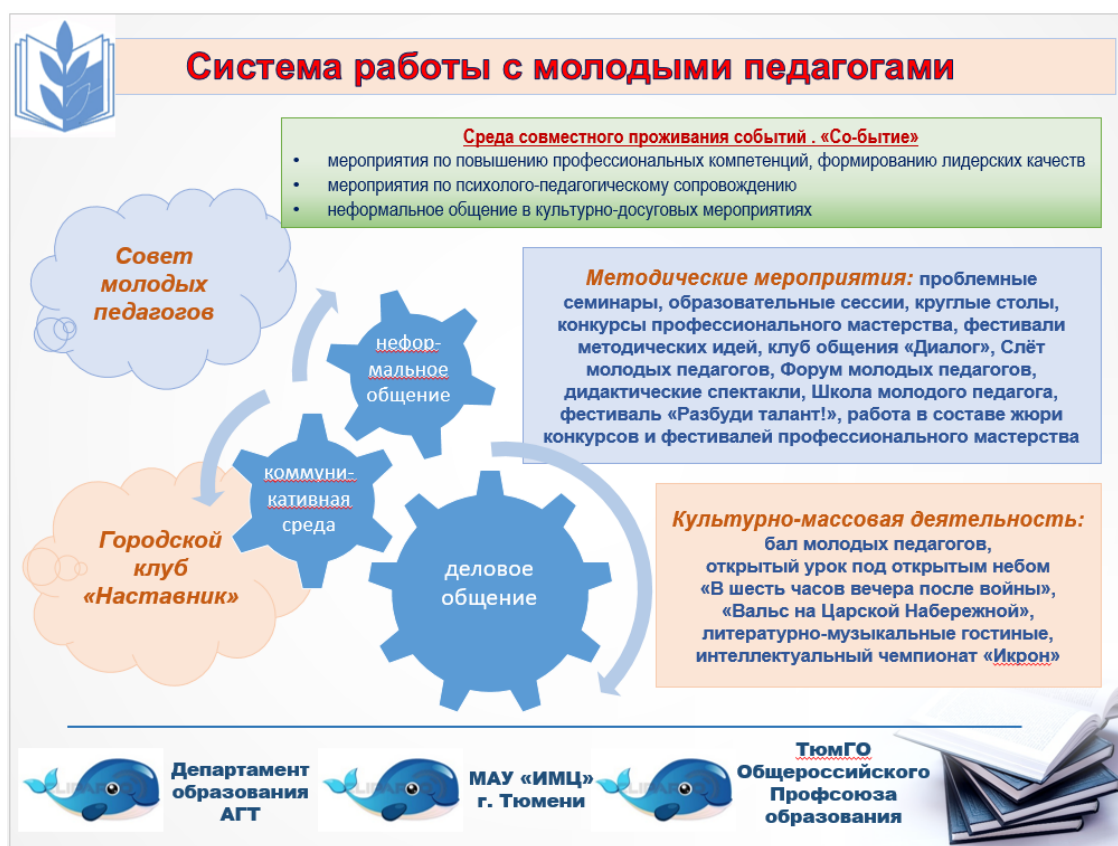 Система работы с молодыми педагогами
Среда совместного проживания событий . «Со-бытие»
• мероприятия по повышению профессиональных компетенций, формированию лидерских качеств
• мероприятия по психолого-педагогическому сопровождению
• неформальное общение в культурно-досуговых мероприятиях
Совет
молодых
педагогов
Методические мероприятия: проблемные
семинары, образовательные сессии, круглые столы,
конкурсы профессионального мастерства, фестивали
методических идей, клуб общения «Диалог», Слёт
молодых педагогов, Форум молодых педагогов,
дидактические спектакли, Школа молодого педагога,
фестиваль «Разбуди талант!», работа в составе жюри
конкурсов и фестивалей профессионального мастерства
нефор-
мальное
общение
коммуни-
кативная
среда
деловое
общение
Городской
клуб
«Наставник»
Культурно-массовая деятельность:
бал молодых педагогов,
открытый урок под открытым небом
«В шесть часов вечера после войны»,
«Вальс на Царской Набережной»,
литературно-музыкальные гостиные,
интеллектуальный чемпионат «Икрон»
Департамент
образования
АГТ
МАУ «ИМЦ»
г. Тюмени
ТюмГО
Общероссийского
Профсоюза
образования